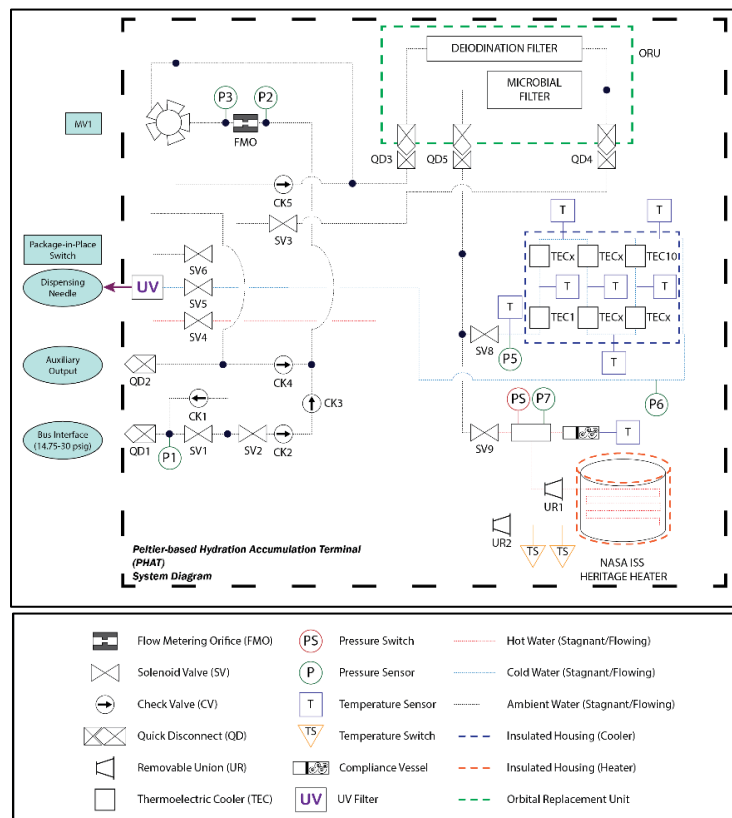 DEIODINATION FILTER
ORU
MICROBIAL
FILTER
P3
P2
MV1
FMO
QD3
QD5
QD4
CK5
SV3
T
T
Package-in-Place
Switch
SV6
TECx
TECx
TEC10
Dispensing
Needle
UV
SV5
T
T
T
T
SV4
TEC1
TECx
TECx
SV8
P5
T
Auxiliary
Output
QD2
CK4
CK3
P6
CK1
PS
P7
Bus Interface
(14.75-30 psig)
QD1
P1
SV1
SV2
CK2
SV9
T
UR1
UR2
TS
TS
Peltier-based Hydration Accumulation Terminal
(PHAT)
System Diagram
NASA ISS
HERITAGE HEATER
Flow Metering Orifice (FMO)
PS
Pressure Switch
Hot Water (Stagnant/Flowing)
Solenoid Valve (SV)
P
Pressure Sensor
Cold Water (Stagnant/Flowing)
Check Valve (CV)
T
Temperature Sensor
Ambient Water (Stagnant/Flowing)
Quick Disconnect (QD)
TS
Temperature Switch
Insulated Housing (Cooler)
Removable Union (UR)
Compliance Vessel
Insulated Housing (Heater)
Thermoelectric Cooler (TEC)
UV
UV Filter
Orbital Replacement Unit